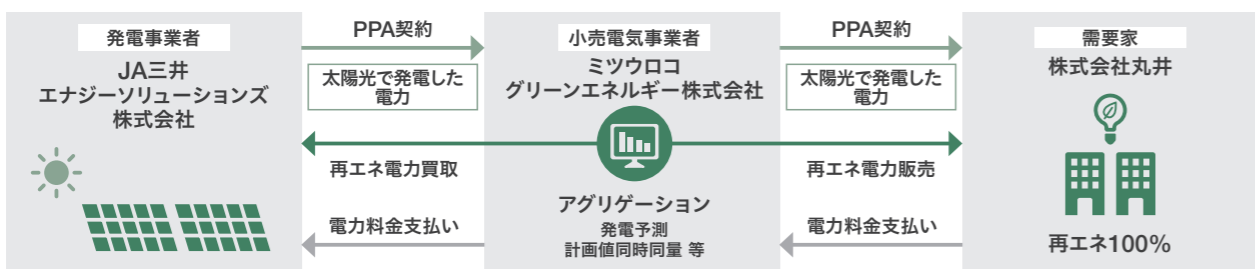 発電事業者
JA三井
エナジーソリューションズ
株式会社
PPA契約
太陽光で発電した
電力
再エネ電力買取
電力料金支払い
小売電気事業者
ミツウロコ
グリーンエネルギー株式会社
アグリゲーション
発電予測
計画値同時同量 等
PPA契約
太陽光で発電した
電力
再エネ電力販売
電力料金支払い
需要家
株式会社丸井
再エネ100%